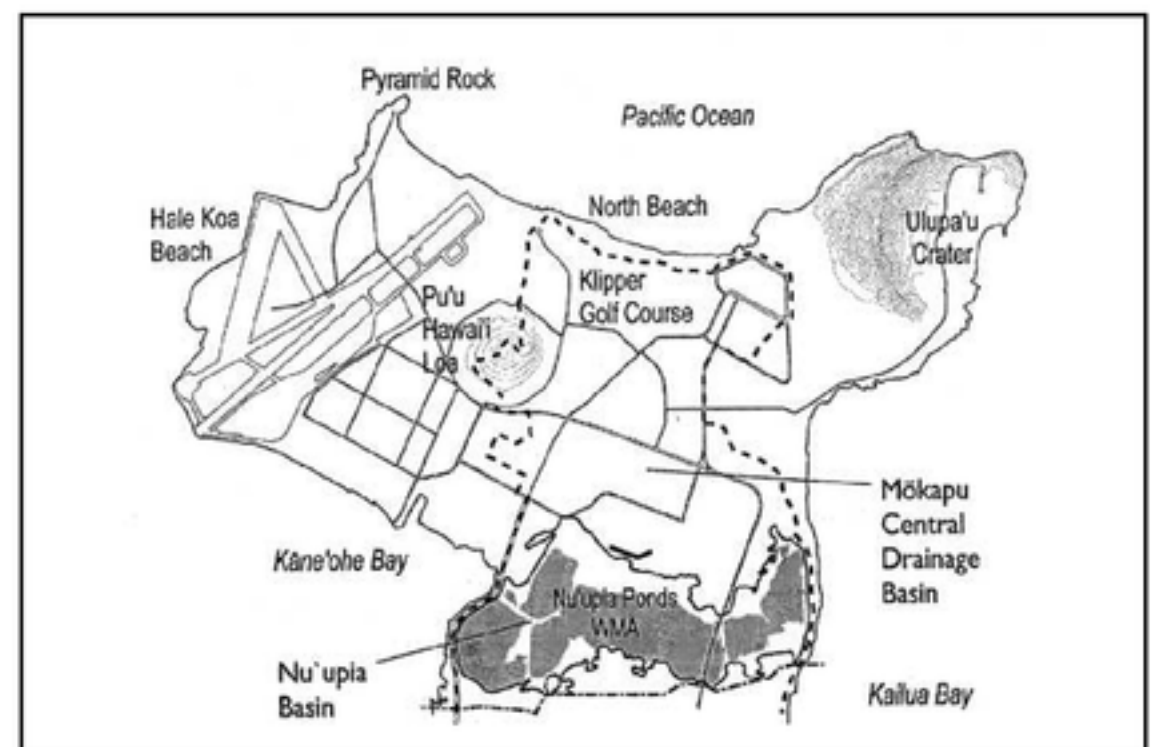 Pyramid Rock
Pacific Ocean
Hale Koa
Beach
North Beach
Ulupa'u
Crater
Klipper
Golf Course
Pu'u
Hawai'i
Loa
Mōkapu
Central
Drainage
Basin
Kāne'ohe Bay
Nu'upia Ponds
WMA
Nu`upia
Basin
Kailua Bay